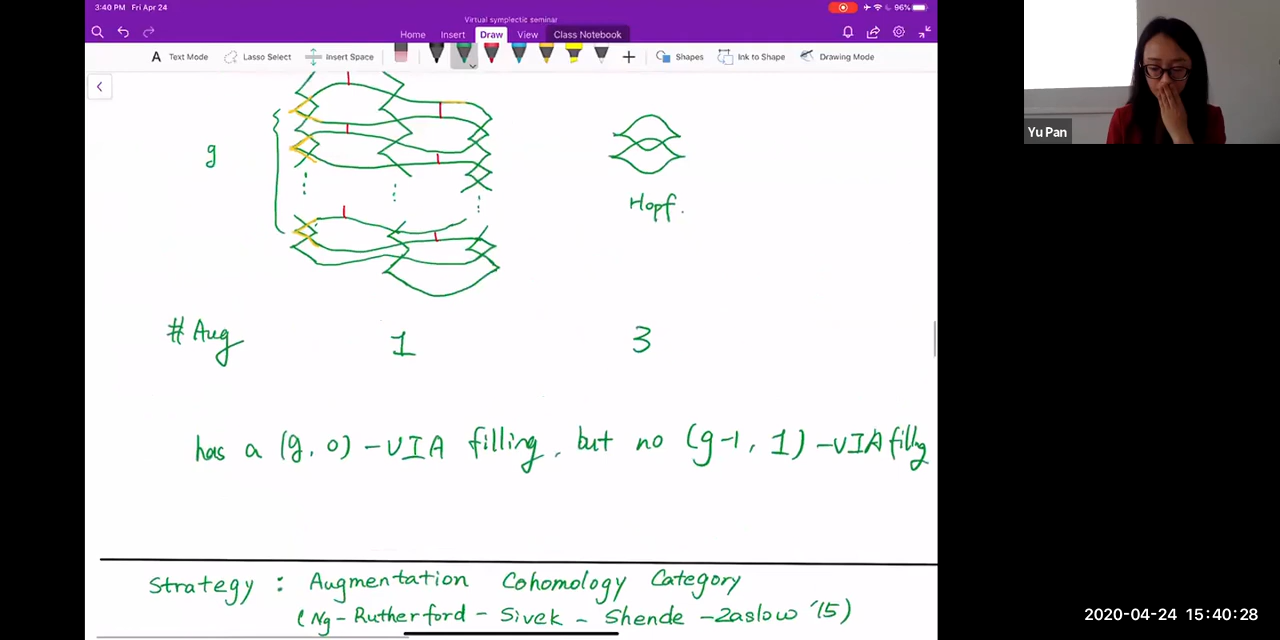 3:40 PM Fri Apr 24
96%
Virtual symplectic seminar
Home Insert Draw View Class Notebook
Text Mode Lasso Select Insert Space Shapes Ink to Shape Drawing Mode
Yu Pan
g
Hopf.
# Aug 1 3
has a (g, 0) - VIA filling, but no (g-1, 1) - VIA fillg
Strategy : Augmentation Cohomology Category
(Ng - Rutherford - Sivek - Shende - Zaslow '15)
2020-04-24 15:40:28